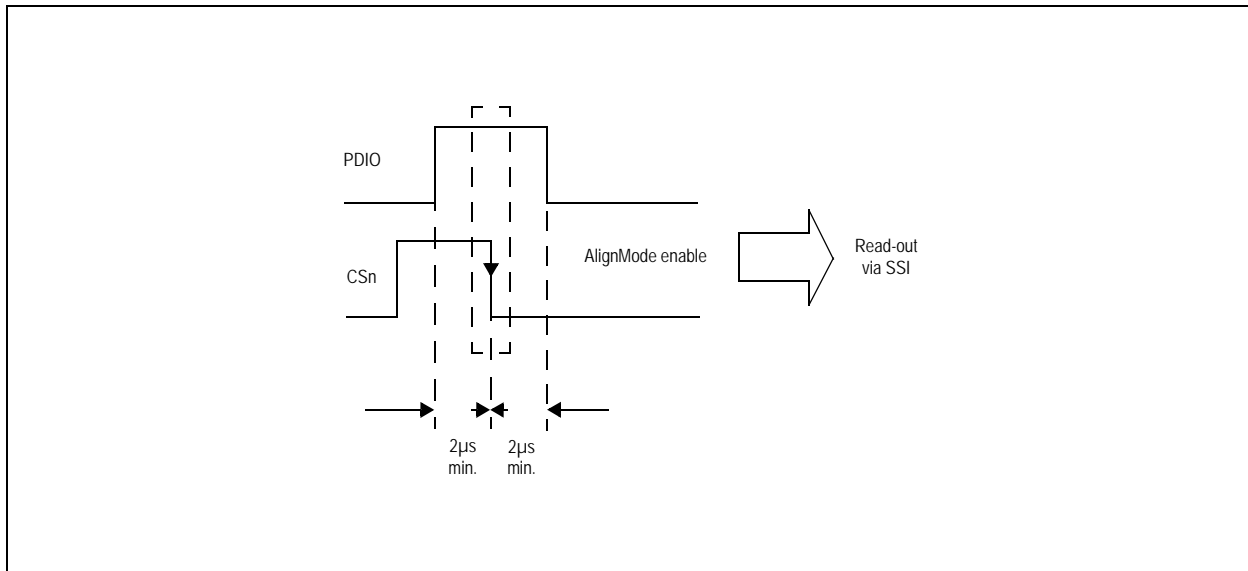 PDIO
CSn
AlignMode enable
Read-out
via SSI
2µs
min.
2µs
min.